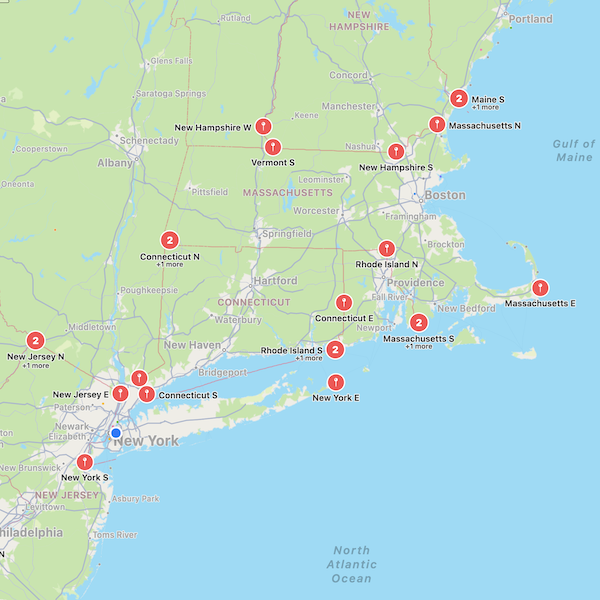 NEW
HAMPSHIRE
Portland
Rutland
Glens Falls
Concord
Saratoga Springs
2
Maine S
+1 more
Manchester
Keene
New Hampshire W
Massachusetts N
Schenectady
Cooperstown
Nashua
Gulf of
Maine
Albany
Vermont S
New Hampshire S
Oneonta
Pittsfield
Leominster
MASSACHUSETTS
Boston
Worcester
Framingham
Springfield
2
Connecticut N
+1 more
Brockton
Rhode Island N
Poughkeepsie
Hartford
Providence
CONNECTICUT
Fall River
Massachusetts E
New Bedford
Connecticut E
Waterbury
Middletown
Newport
2
Massachusetts S
+1 more
2
New Jersey N
+1 more
New Haven
2
Rhode Island S
+1 more
Bridgeport
New Jersey E
Connecticut S
New York E
Paterson
Newark
Elizabeth
New York
New Brunswick
New York S
NEW JERSEY
Asbury Park
Levittown
Philadelphia
Toms River
North
Atlantic
Ocean